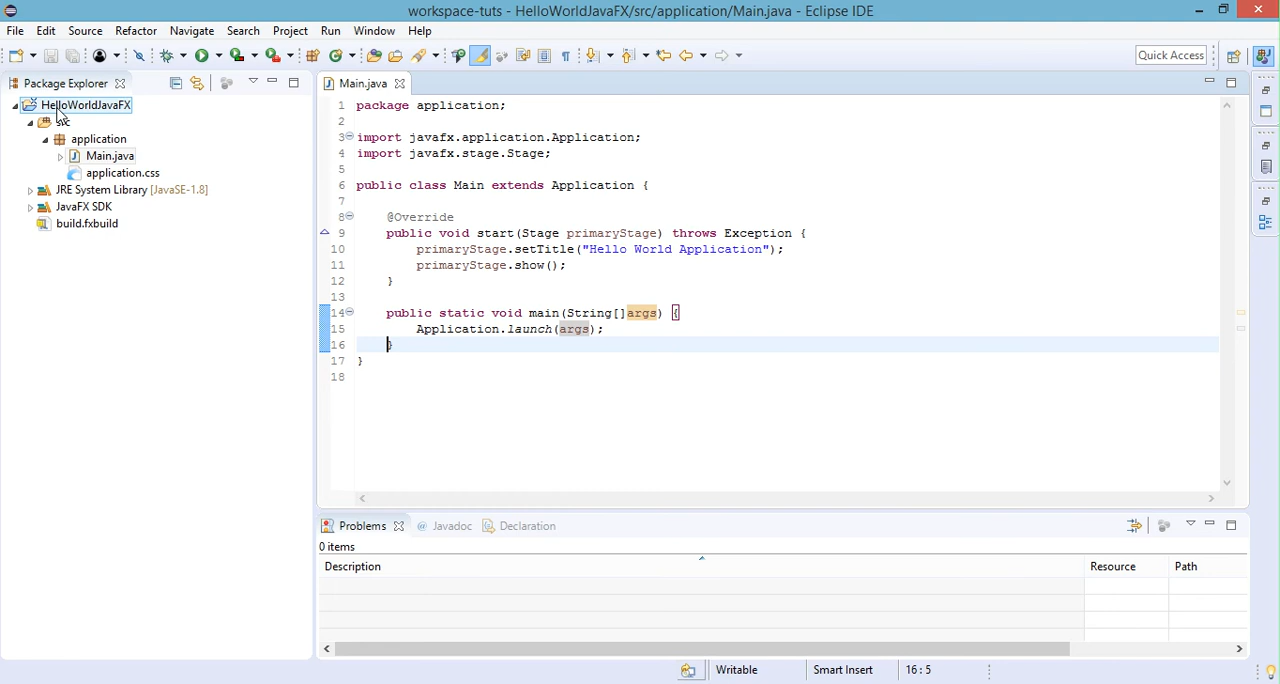 workspace-tuts - HelloWorldJavaFX/src/application/Main.java - Eclipse IDE
File Edit Source Refactor Navigate Search Project Run Window Help
Quick Access
Package Explorer
HelloWorldJavaFX
src
application
Main.java
application.css
JRE System Library [JavaSE-1.8]
JavaFX SDK
build.fxbuild
Main.java
1 package application;
2
3 import javafx.application.Application;
4 import javafx.stage.Stage;
5
6 public class Main extends Application {
7
8 @Override
9 public void start(Stage primaryStage) throws Exception {
10 primaryStage.setTitle("Hello World Application");
11 primaryStage.show();
12 }
13
14 public static void main(String[]args) {
15 Application.launch(args);
16 }
17 }
18
Problems @ Javadoc Declaration
0 items
Description Resource Path
Writable Smart Insert 16 : 5